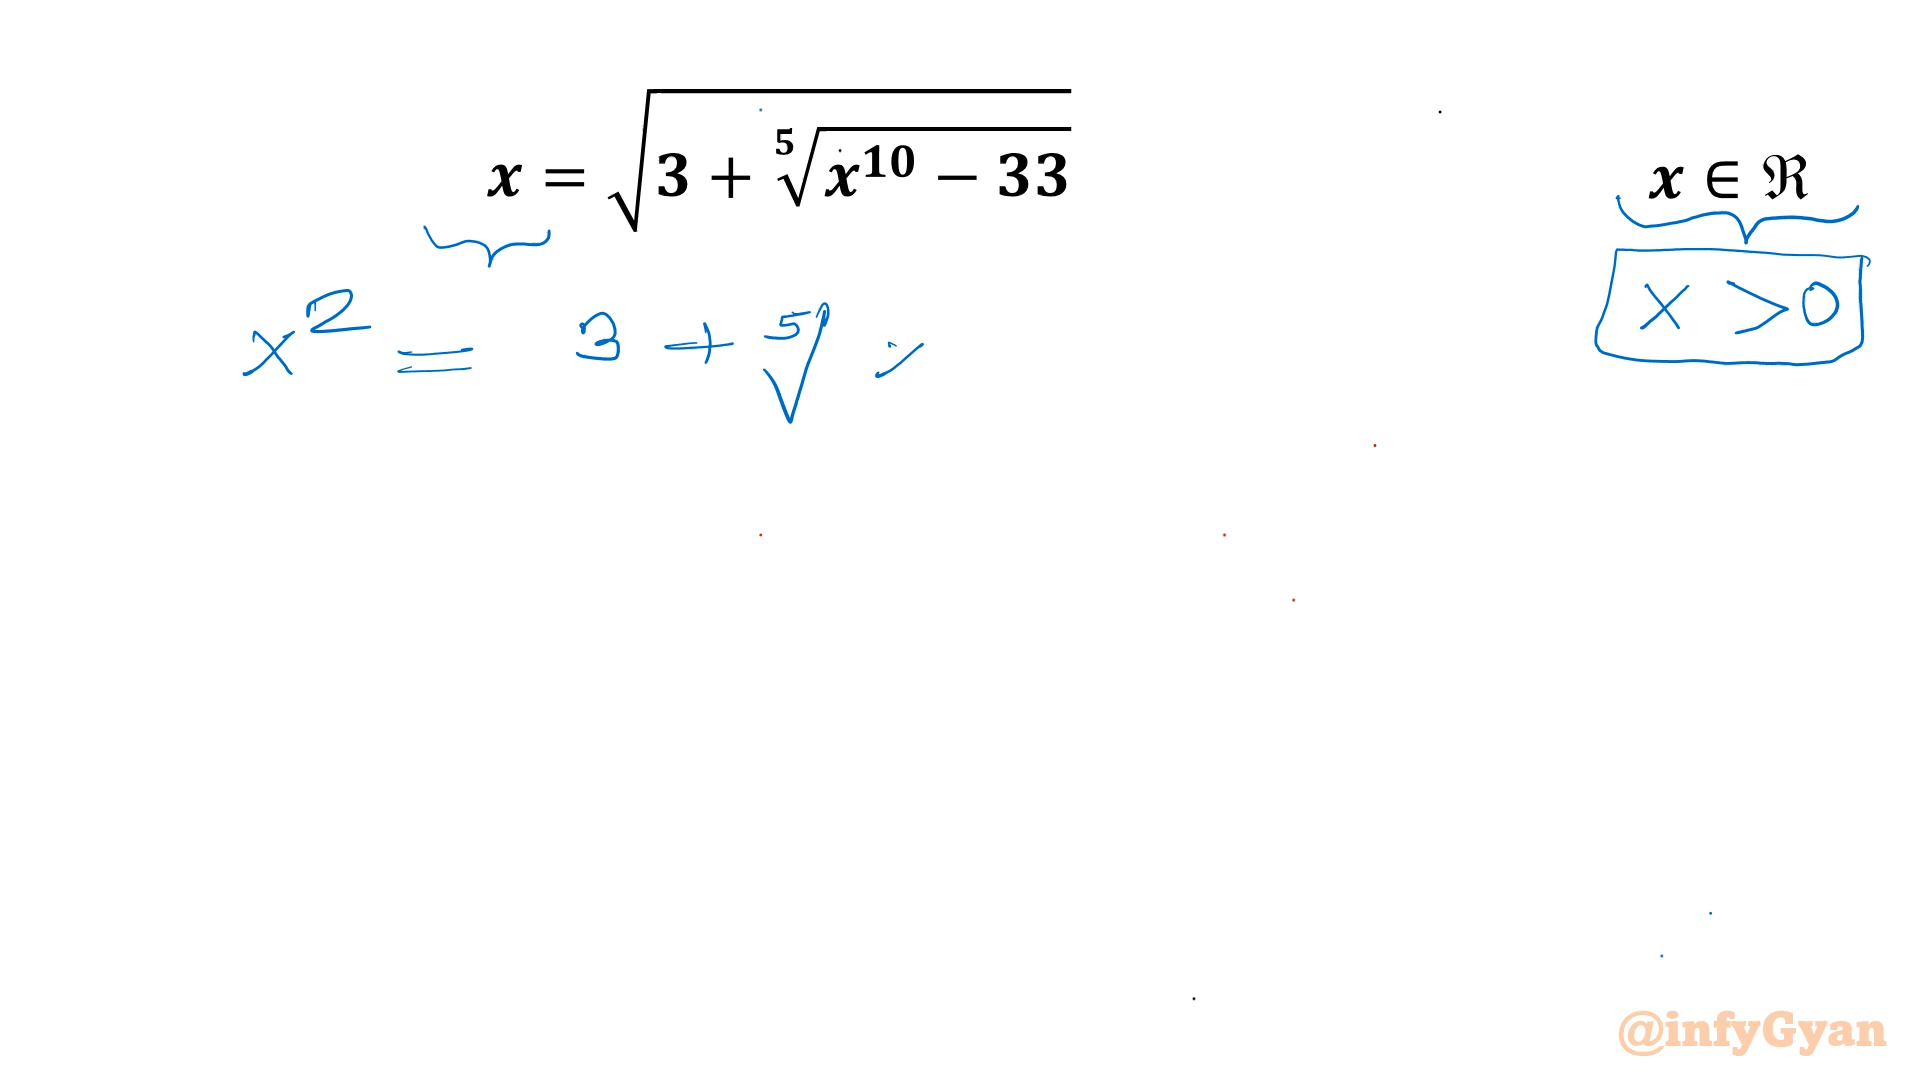 x = √(3 + ⁵√(x¹⁰ − 33))
x ∈ ℜ
x > 0
x² = 3 + ⁵√
@infyGyan